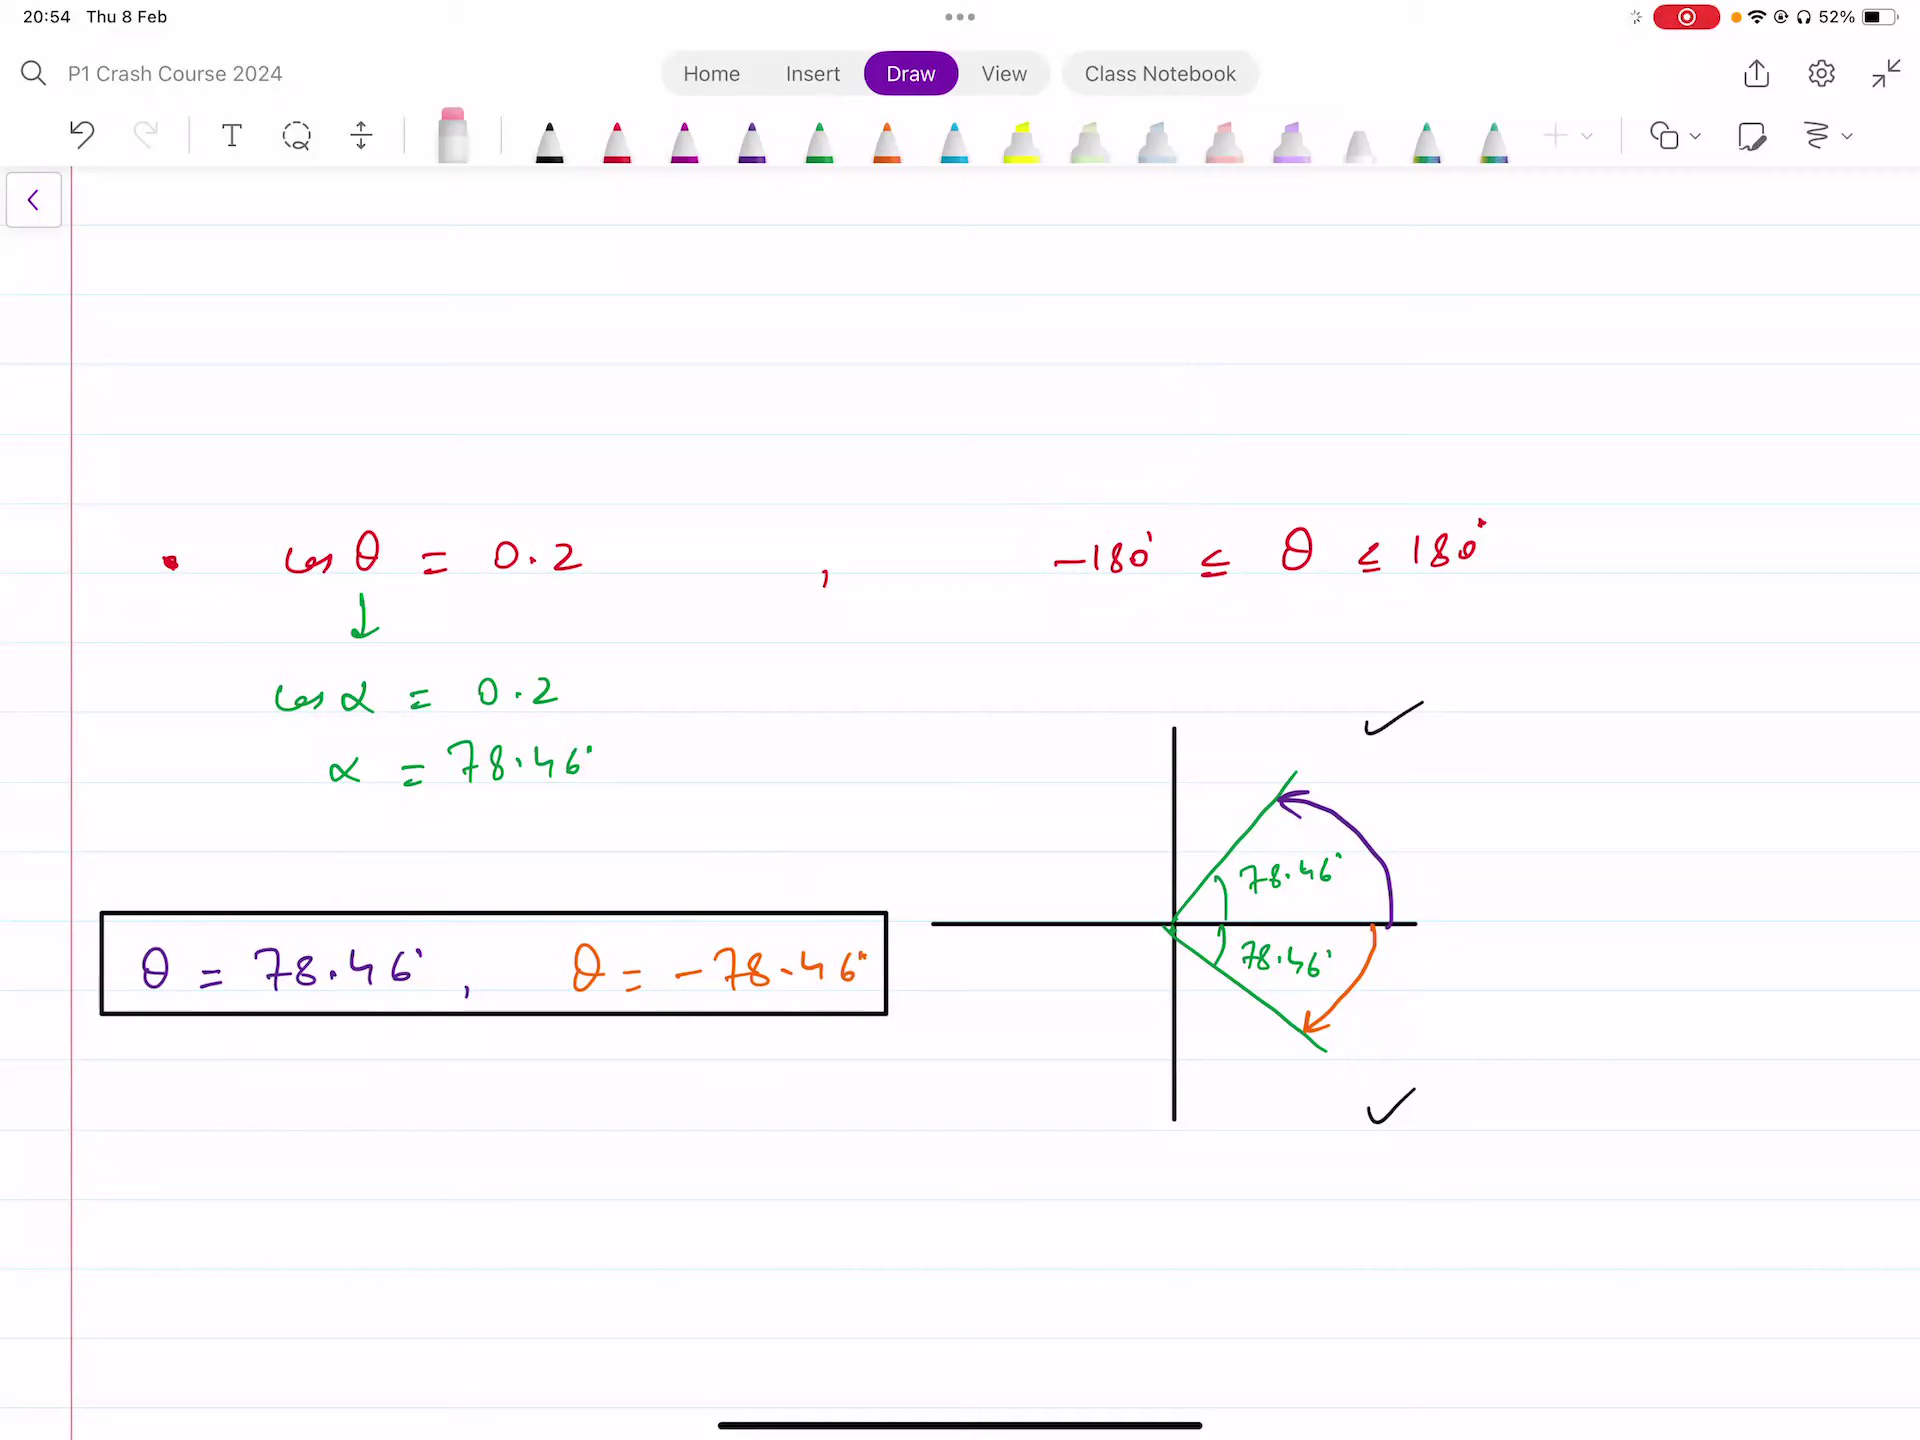 20:54 Thu 8 Feb 52%
P1 Crash Course 2024 Home Insert Draw View Class Notebook
T
• cos θ = 0.2 , -180° ≤ θ ≤ 180°
↓
cos α = 0.2
α = 78.46°
78.46°
78.46°
θ = 78.46°, θ = -78.46°